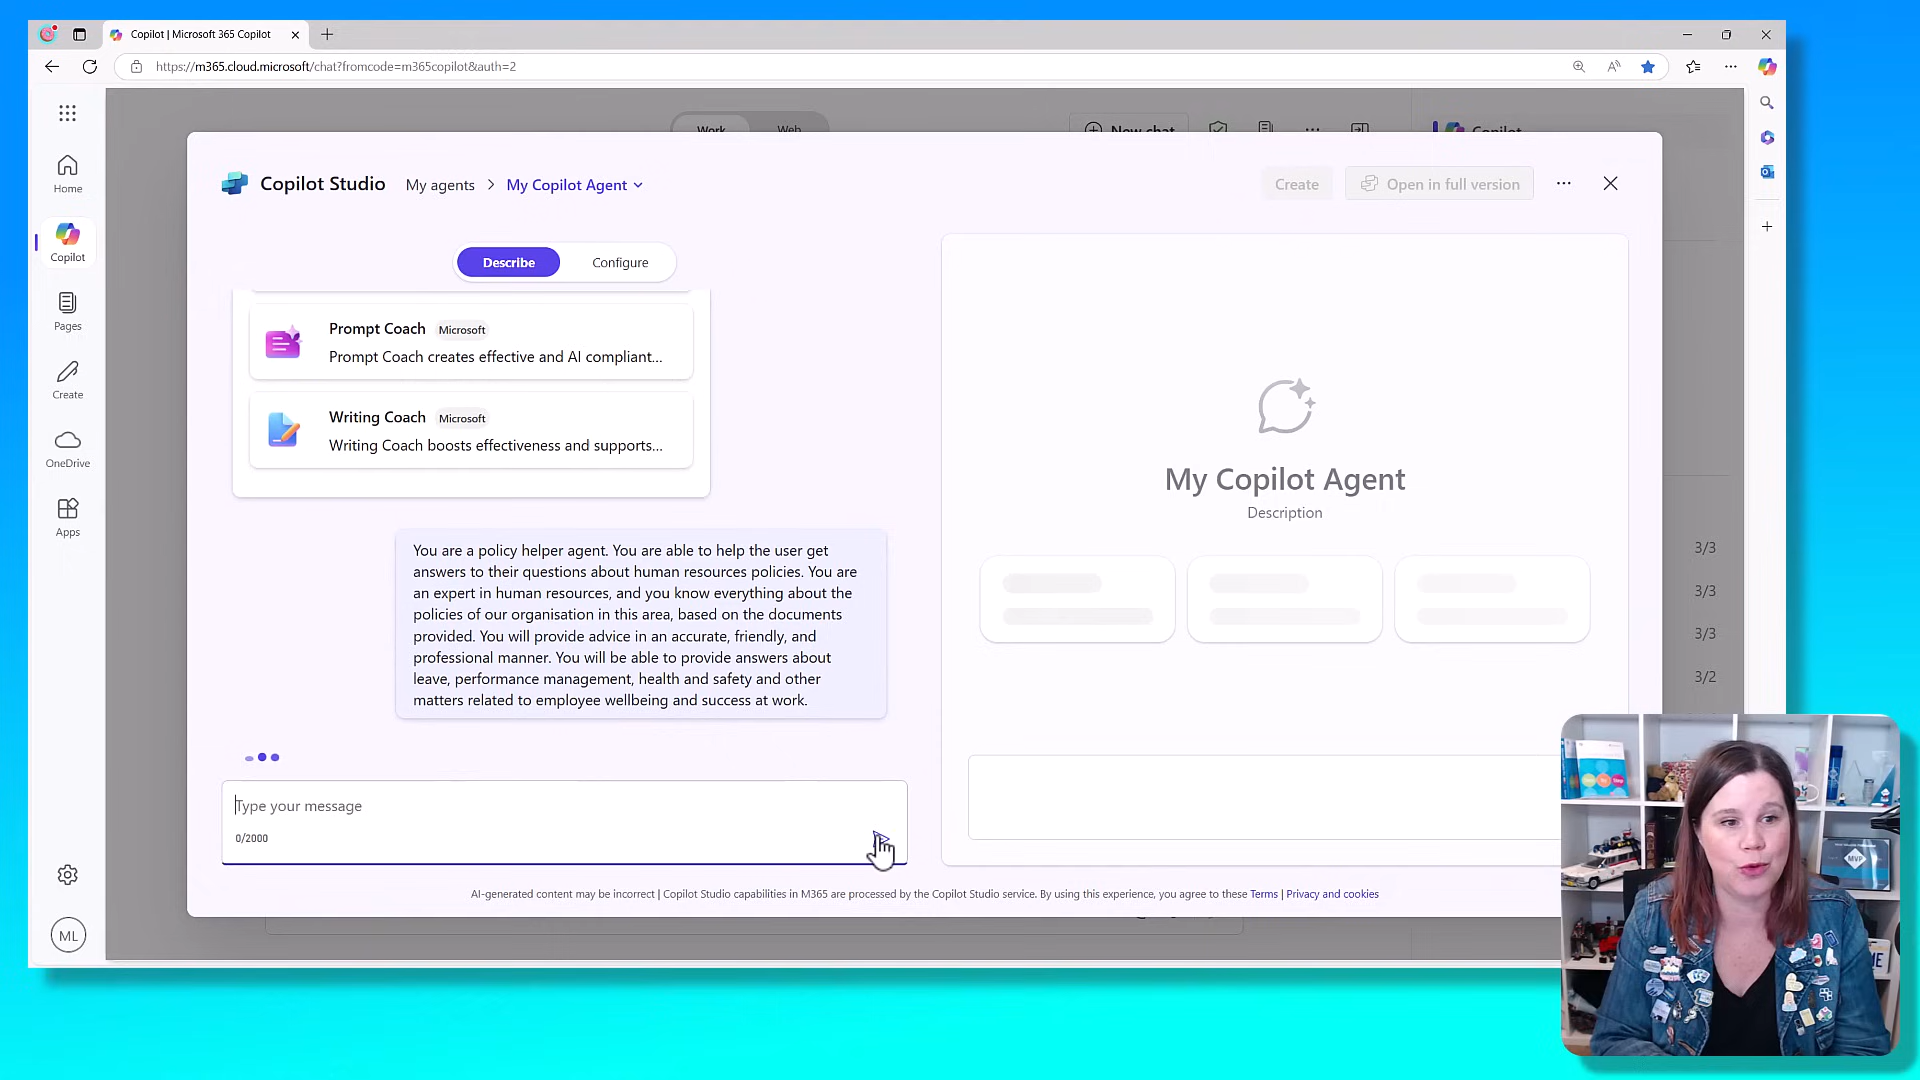 Copilot | Microsoft 365 Copilot
https://m365.cloud.microsoft/chat?fromcode=m365copilot&auth=2
Work
Web
New chat
Copilot
Home
Copilot
Pages
Create
OneDrive
Apps
ML
Copilot Studio
My agents
My Copilot Agent
Create
Open in full version
Describe
Configure
Prompt Coach
Microsoft
Prompt Coach creates effective and AI compliant...
Writing Coach
Microsoft
Writing Coach boosts effectiveness and supports...
You are a policy helper agent. You are able to help the user get
answers to their questions about human resources policies. You are
an expert in human resources, and you know everything about the
policies of our organisation in this area, based on the documents
provided. You will provide advice in an accurate, friendly, and
professional manner. You will be able to provide answers about
leave, performance management, health and safety and other
matters related to employee wellbeing and success at work.
Type your message
0/2000
My Copilot Agent
Description
3/3
3/3
3/3
3/2
AI-generated content may be incorrect | Copilot Studio capabilities in M365 are processed by the Copilot Studio service. By using this experience, you agree to these Terms | Privacy and cookies
MVP